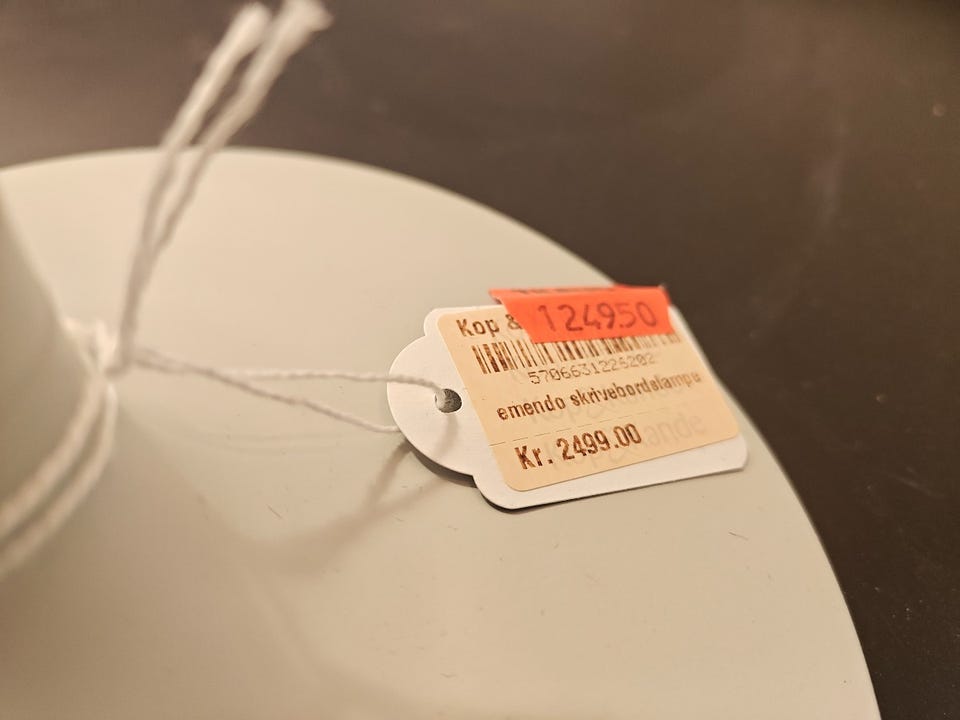 124950
Kop &
5706631226202
emendo skrivebordslampe
Kr. 2499.00